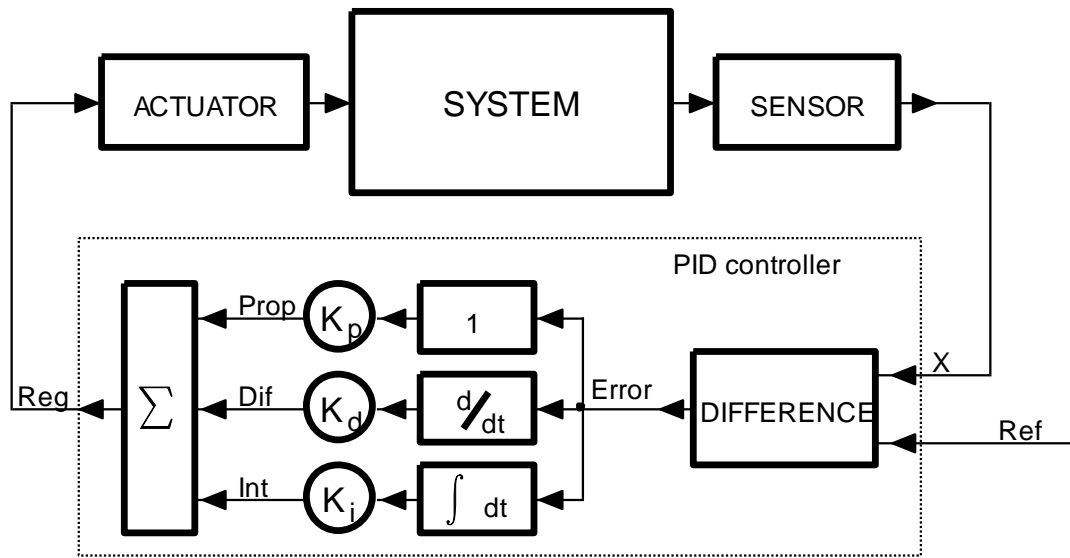 ACTUATOR
SYSTEM
SENSOR
PID controller
Prop
Kp
1
X
Reg
Σ
Dif
Kd
d/dt
Error
DIFFERENCE
Ref
Int
Ki
∫ dt